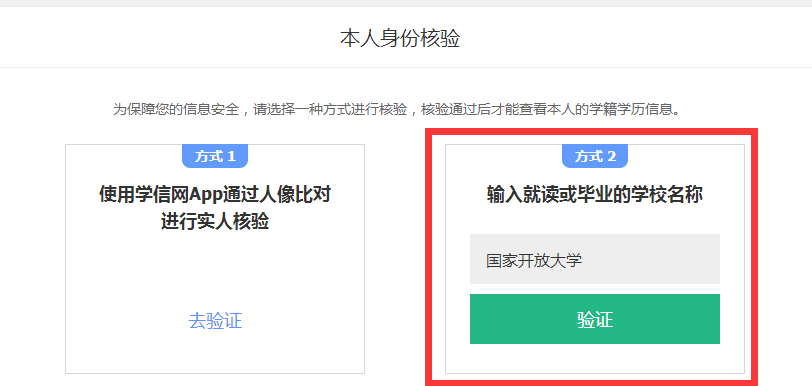 本人身份核验
为保障您的信息安全，请选择一种方式进行核验，核验通过后才能查看本人的学籍学历信息。
方式 1
使用学信网App通过人像比对
进行实人核验
去验证
方式 2
输入就读或毕业的学校名称
国家开放大学
验证